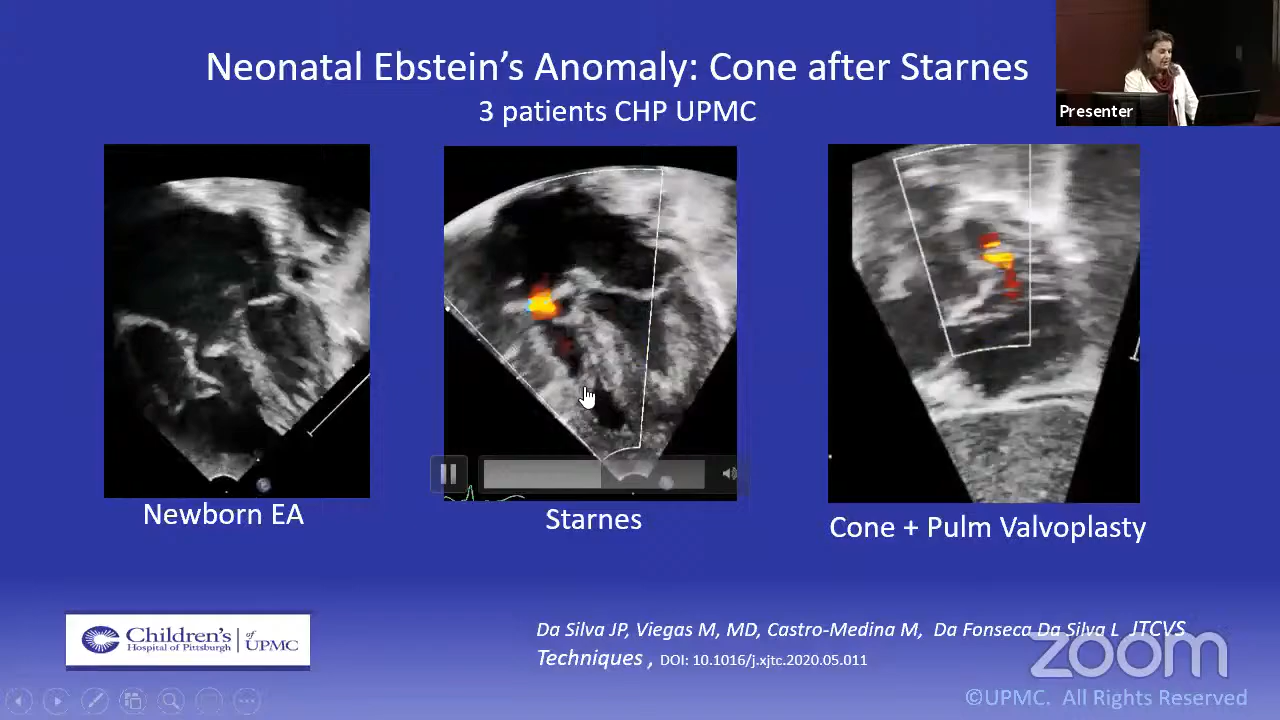 Neonatal Ebstein's Anomaly: Cone after Starnes
3 patients CHP UPMC
Presenter
Newborn EA
Starnes
Cone + Pulm Valvoplasty
Children's
Hospital of Pittsburgh
of
UPMC
Da Silva JP, Viegas M, MD, Castro-Medina M, Da Fonseca Da Silva L JTCVS
Techniques , DOI: 10.1016/j.xjtc.2020.05.011
zoom
©UPMC. All Rights Reserved